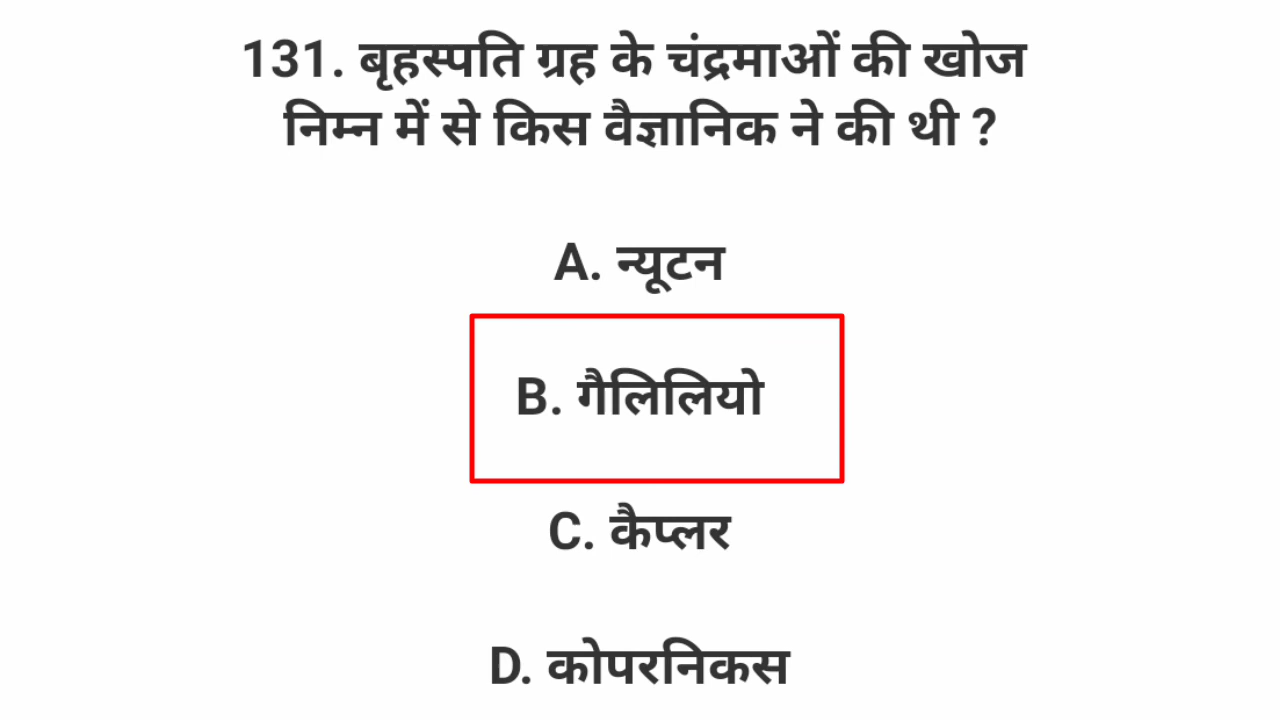 131. बृहस्पति ग्रह के चंद्रमाओं की खोज
निम्न में से किस वैज्ञानिक ने की थी ?
A. न्यूटन
B. गैलिलियो
C. कैप्लर
D. कोपरनिकस